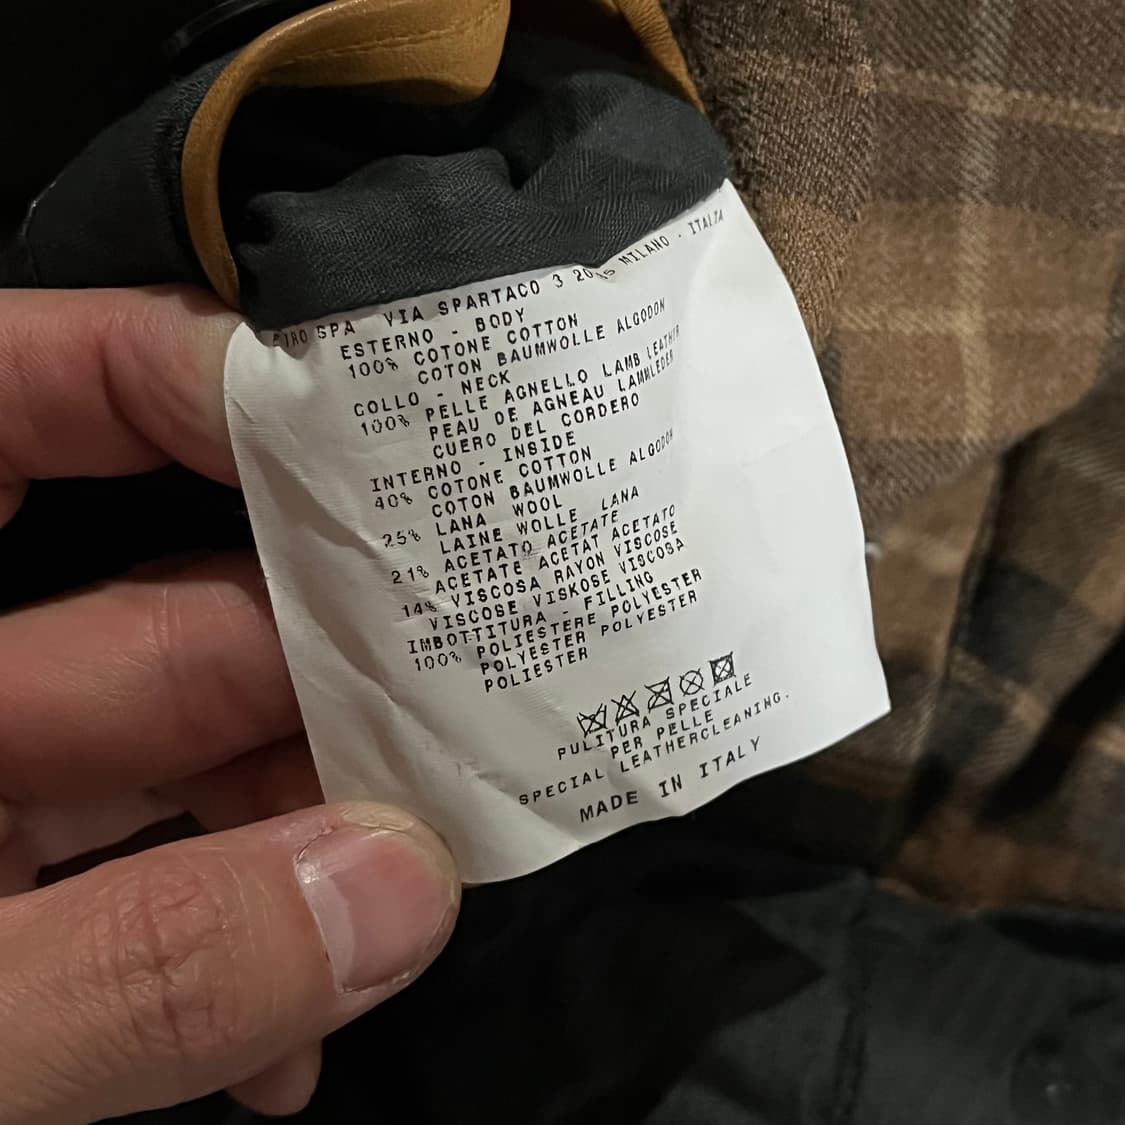 SPA VIA SPARTACO 3 MILANO - ITALIA
ESTERNO - BODY
100% COTONE COTTON
COTON BAUMWOLLE ALGODON
COLLO - NECK
100% PELLE AGNELLO LAMB LEATHER
PEAU DE AGNEAU LAMMLEDER
CUERO DEL CORDERO
INTERNO - INSIDE
40% COTONE COTTON
COTON BAUMWOLLE ALGODON
25% LANA WOOL
LAINE WOLLE LANA
21% ACETATO ACETATE
ACETATE ACETAT ACETATO
14% VISCOSA RAYON VISCOSE
VISCOSE VISKOSE VISCOSA
IMBOTTITURA - FILLING
100% POLIESTERE POLYESTER
POLYESTER POLYESTER
POLIESTER
PULITURA SPECIALE
PER PELLE
SPECIAL LEATHERCLEANING.
MADE IN ITALY